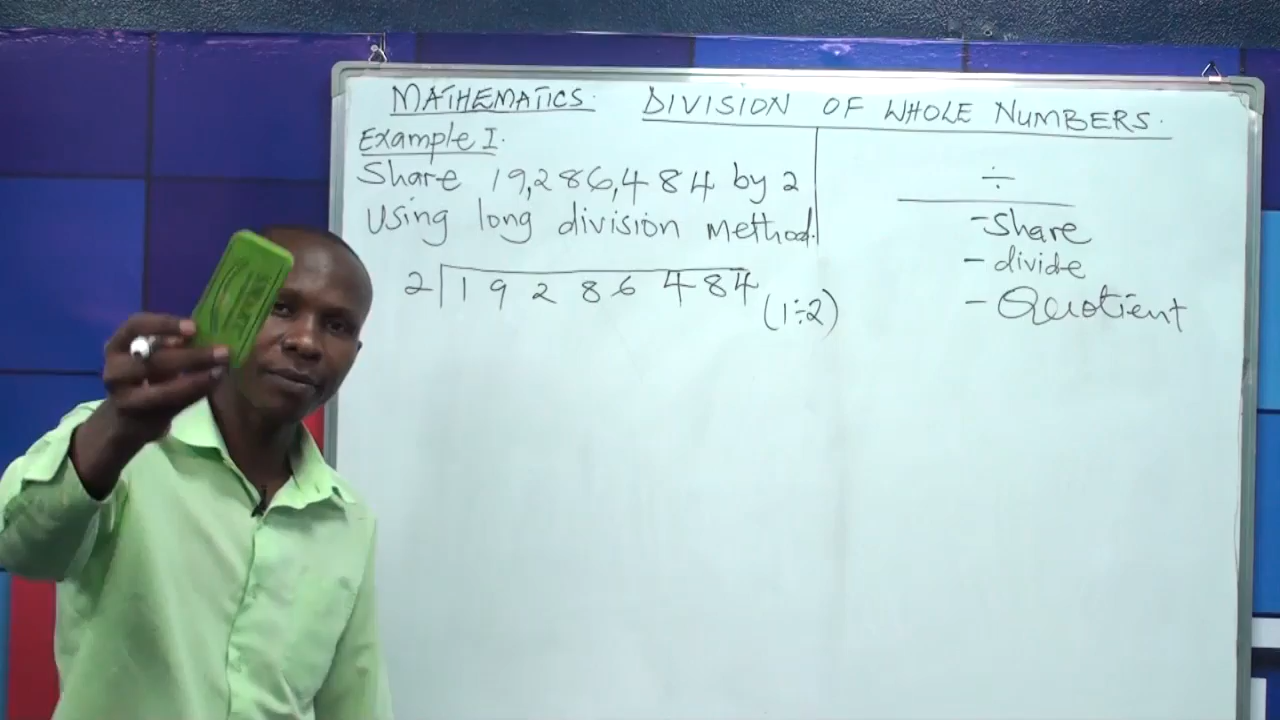 MATHEMATICS. DIVISION OF WHOLE NUMBERS.
Example I.
Share 19,286,484 by 2
Using long division method.
2 1 9 2 8 6 4 8 4
(1÷2)
÷
- Share
- divide
- Quotient